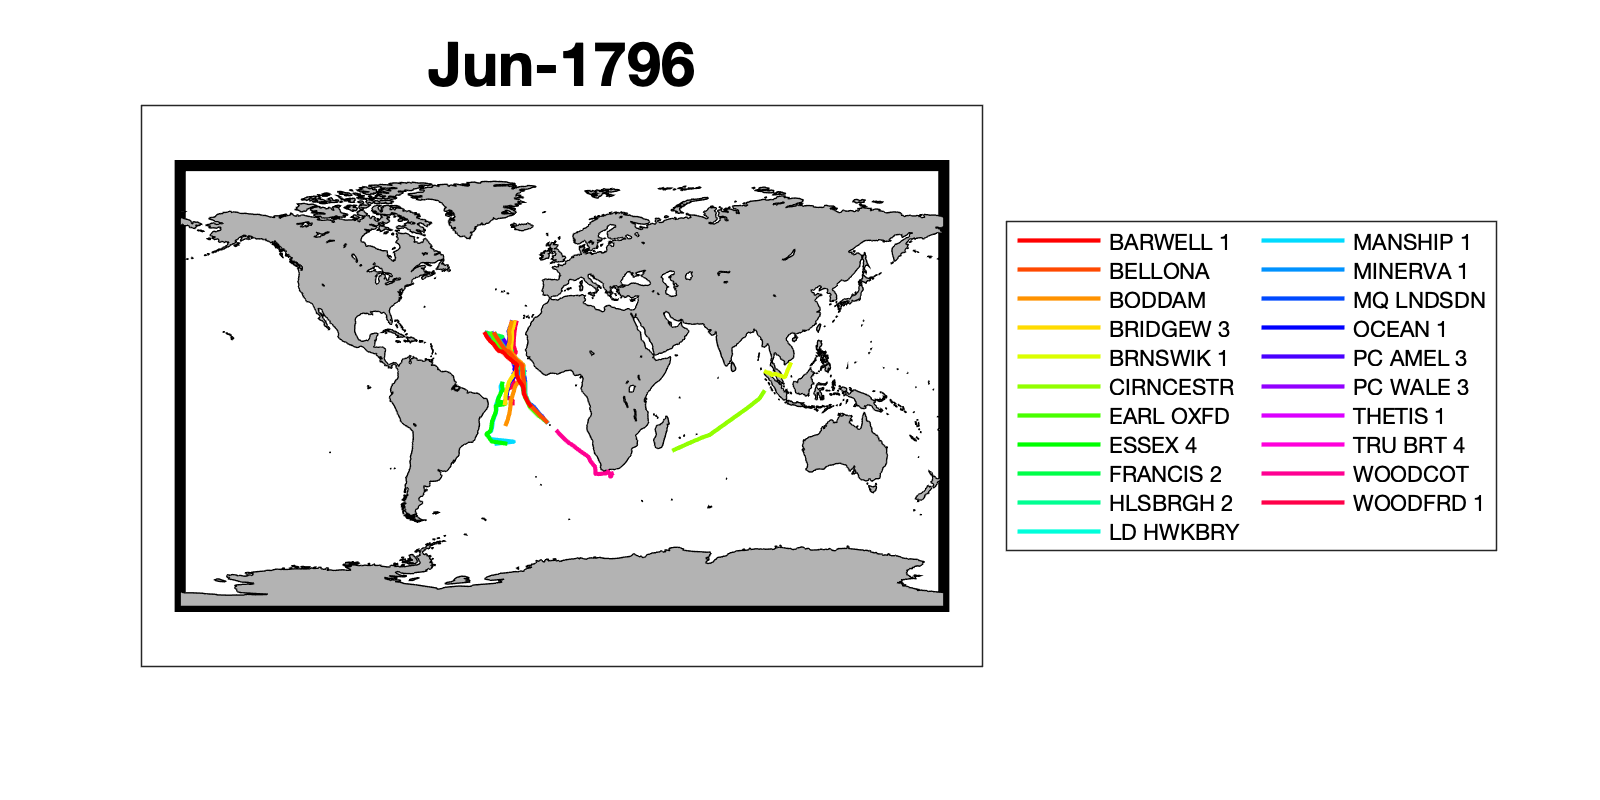 Jun-1796
BARWELL 1
BELLONA
BODDAM
BRIDGEW 3
BRNSWIK 1
CIRNCESTR
EARL OXFD
ESSEX 4
FRANCIS 2
HLSBRGH 2
LD HWKBRY
MANSHIP 1
MINERVA 1
MQ LNDSDN
OCEAN 1
PC AMEL 3
PC WALE 3
THETIS 1
TRU BRT 4
WOODCOT
WOODFRD 1